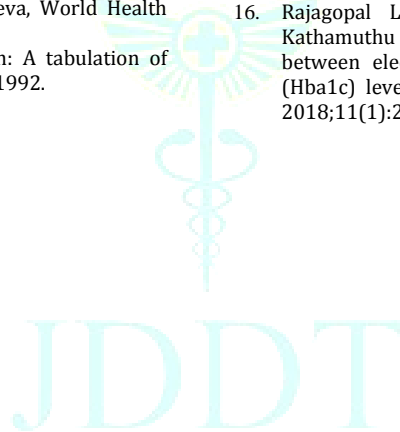 eva, World Health
n: A tabulation of
1992.
16. Rajagopal L
Kathamuthu
between ele
(Hba1c) leve
2018;11(1):2
JDDT